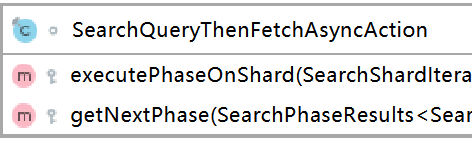 SearchQueryThenFetchAsyncAction
executePhaseOnShard(SearchShardItera
getNextPhase(SearchPhaseResults<Sear